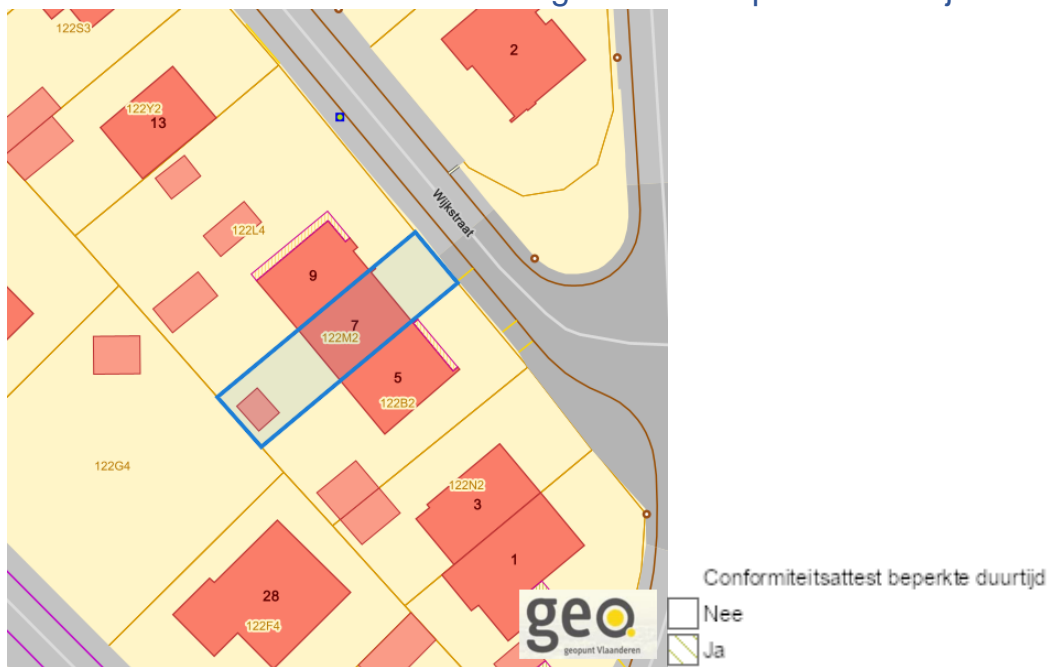 122S3
2
122Y2
13
Wijkstraat
122L4
9
7
122M2
5
122B2
122G4
122N2
3
1
28
122F4
geo.
geopunt Vlaanderen
Conformiteitsattest beperkte duurtijd
Nee
Ja